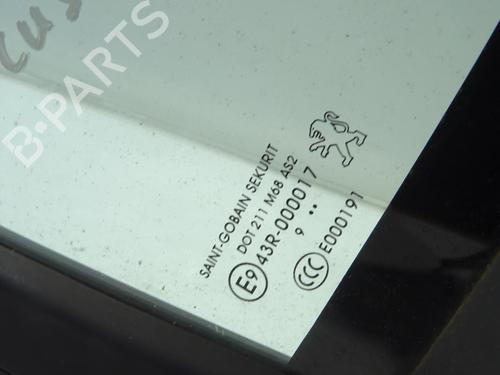 B-PARTS
SAINT-GOBAIN SEKURIT
DOT 211 M68 AS2
E9 43R-000017
9 ..
CCC E000191